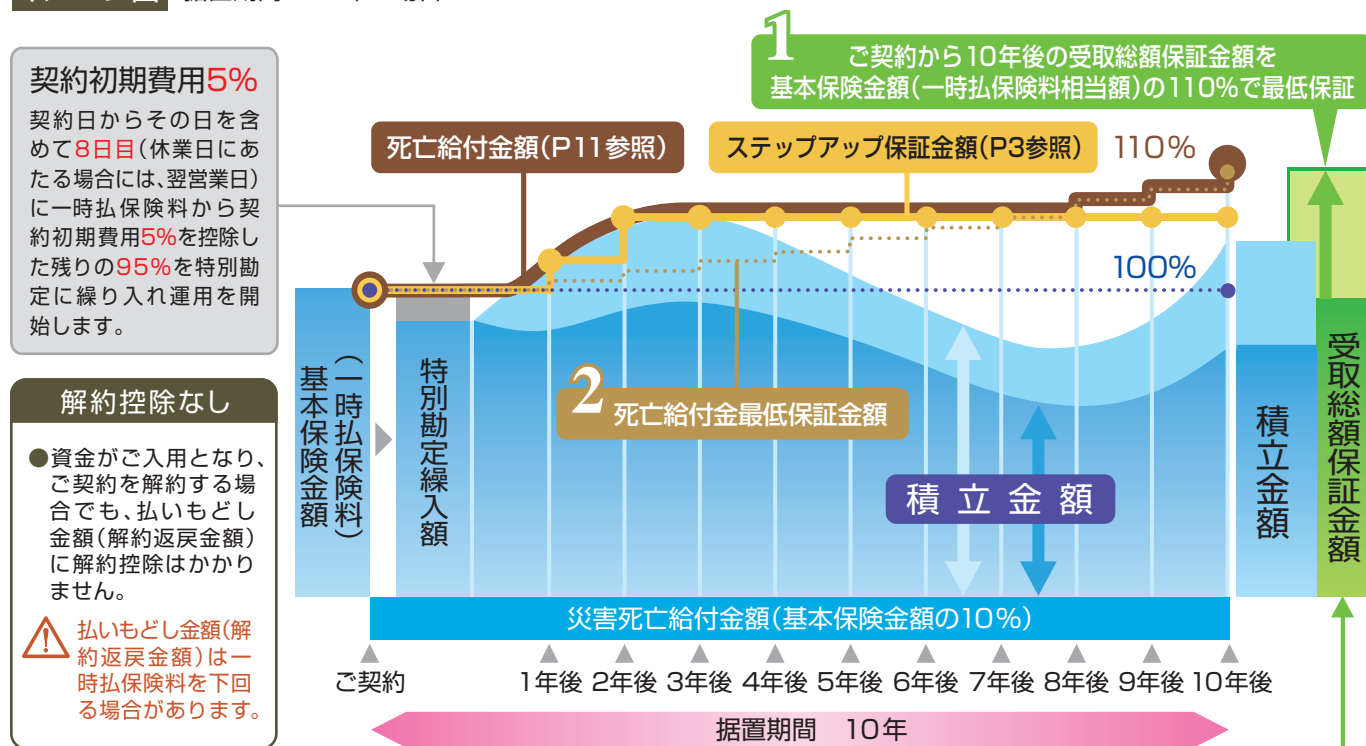 契約初期費用5%
契約日からその日を含
めて8日目(休業日にあ
たる場合には、翌営業日)
に一時払保険料から契
約初期費用5%を控除し
た残りの95%を特別勘
定に繰り入れ運用を開
始します。
解約控除なし
●資金がご入用となり、
ご契約を解約する場
合でも、払いもどし
金額(解約返戻金額)
に解約控除はかかり
ません。
払いもどし金額(解
約返戻金額)は一
時払保険料を下回
る場合があります。
1
ご契約から10年後の受取総額保証金額を
基本保険金額(一時払保険料相当額)の110%で最低保証
死亡給付金額(P11参照)
ステップアップ保証金額(P3参照)
110%
100%
基本保険金額
(一時払保険料)
特別勘定繰入額
2 死亡給付金最低保証金額
積立金額
積立金額
受取総額保証金額
災害死亡給付金額(基本保険金額の10%)
ご契約 1年後 2年後 3年後 4年後 5年後 6年後 7年後 8年後 9年後 10年後
据置期間 10年